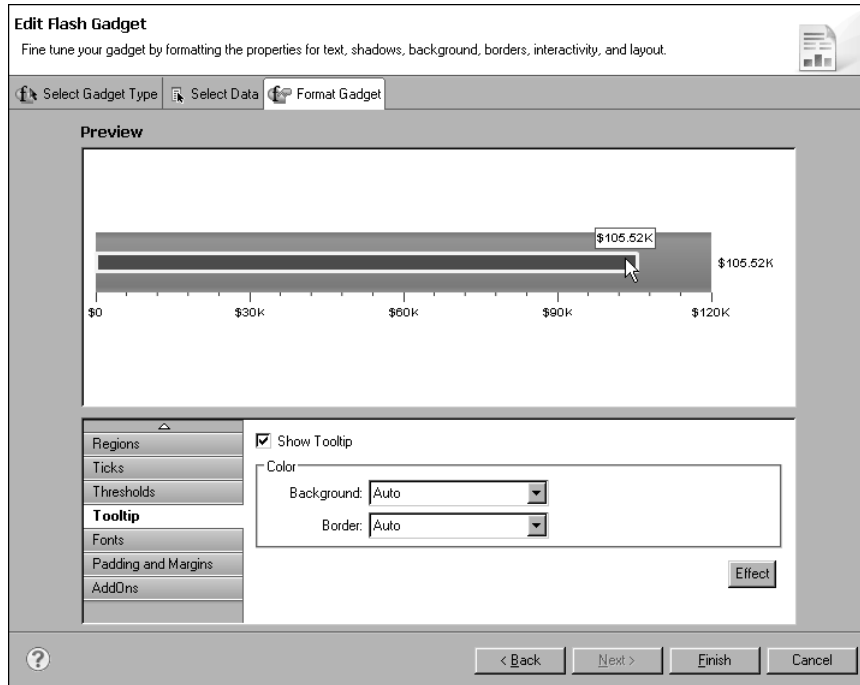 Edit Flash Gadget
Fine tune your gadget by formatting the properties for text, shadows, background, borders, interactivity, and layout.
Select Gadget Type Select Data Format Gadget
Preview
$105.52K
$105.52K
$0 $30K $60K $90K $120K
Regions
Ticks
Thresholds
Tooltip
Fonts
Padding and Margins
AddOns
Show Tooltip
Color
Background: Auto
Border: Auto
Effect
? < Back Next > Finish Cancel